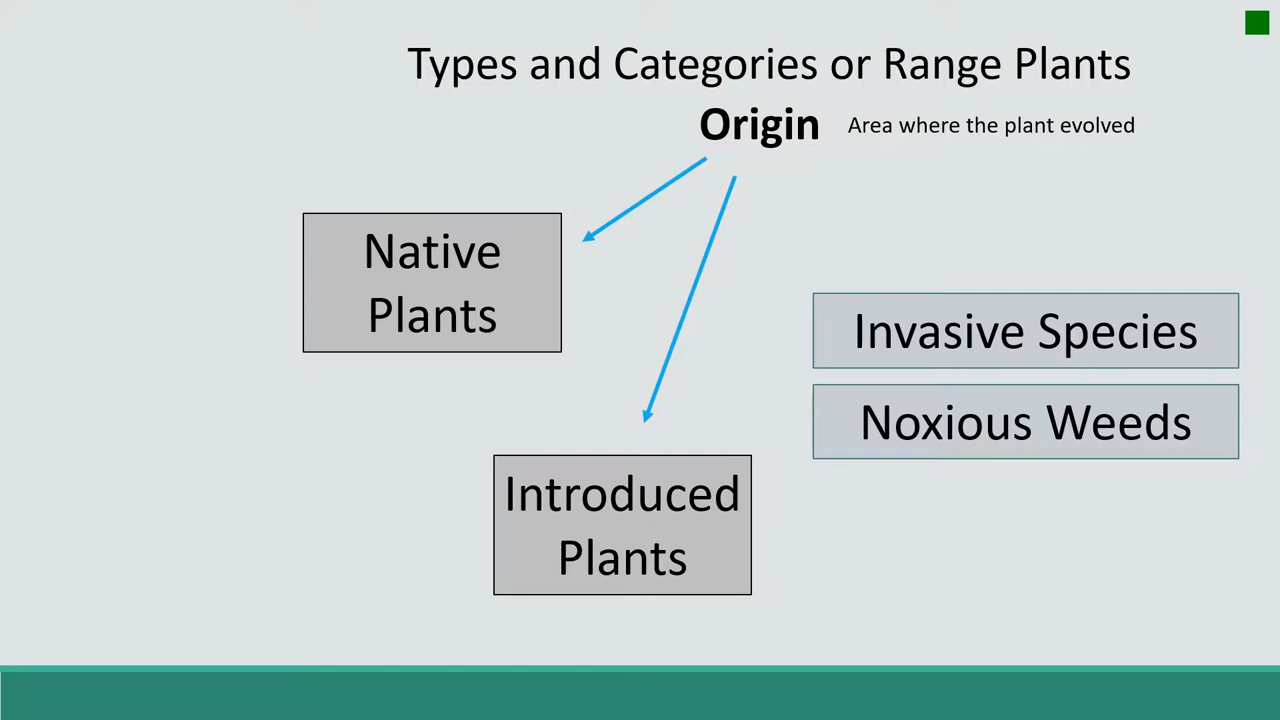 Types and Categories or Range Plants
Origin Area where the plant evolved
Native
Plants
Invasive Species
Noxious Weeds
Introduced
Plants